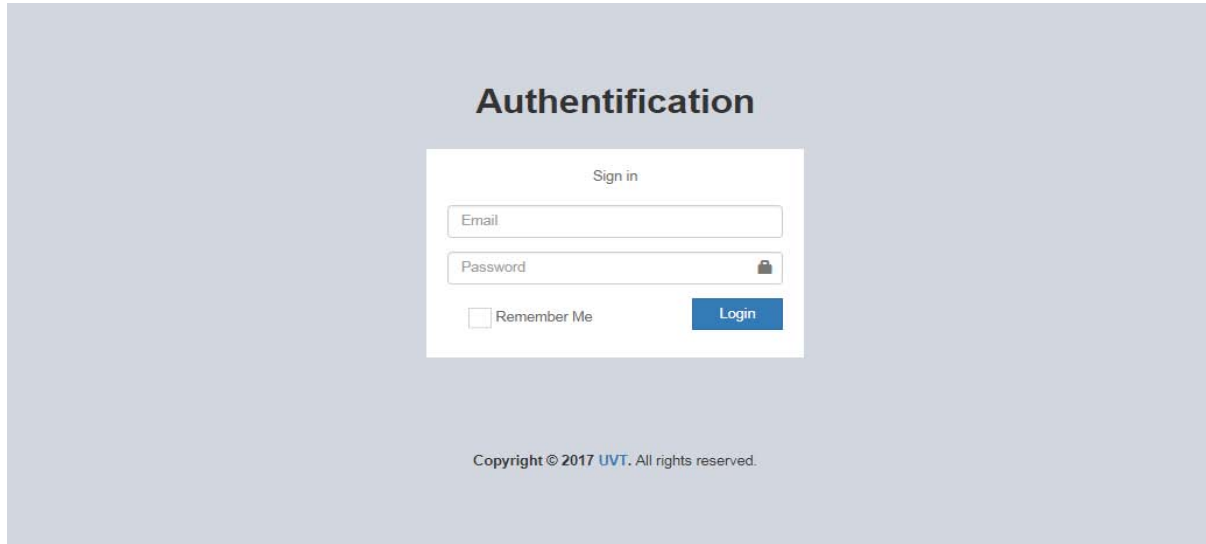 Authentification
Sign in
Email
Password
Remember Me
Login
Copyright © 2017 UVT. All rights reserved.